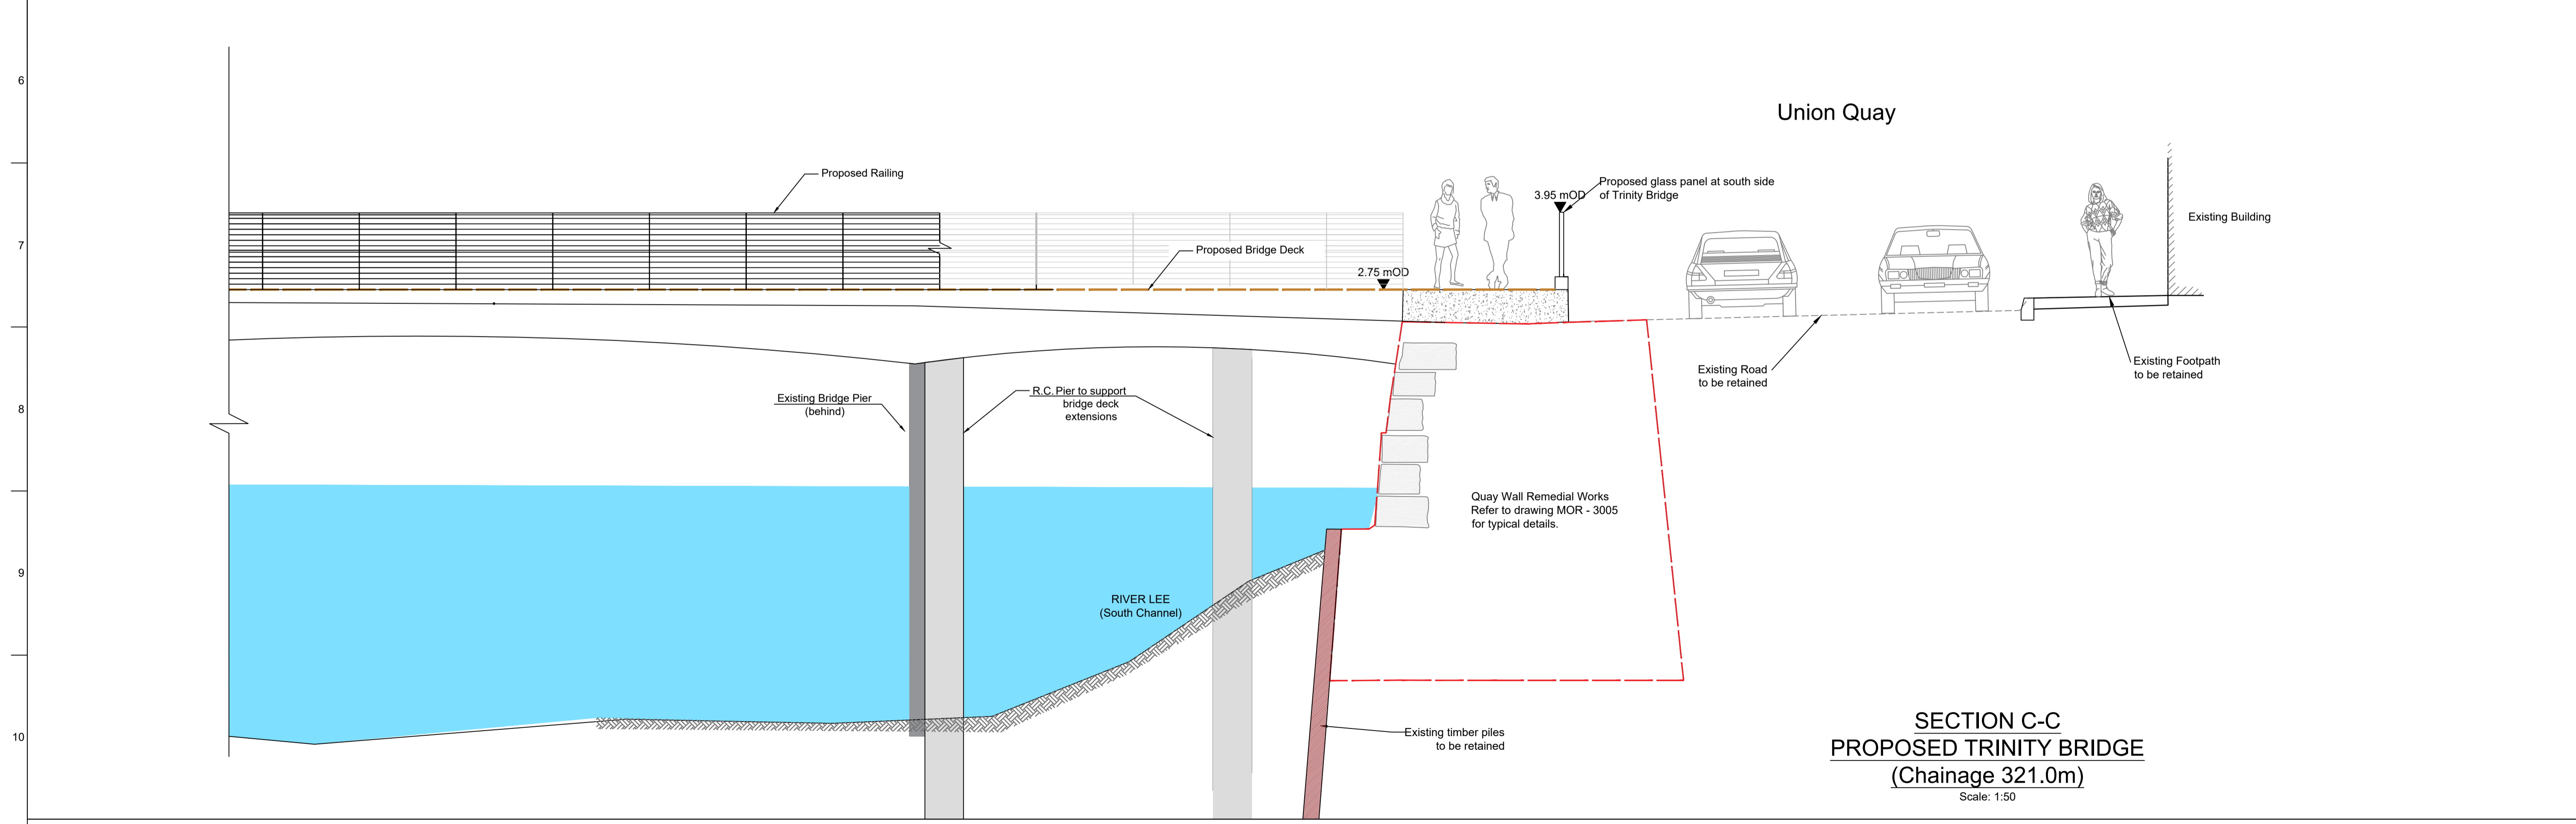 6
7
8
9
10
Union Quay
Proposed Railing
Proposed glass panel at south side
of Trinity Bridge
3.95 mOD
Existing Building
Proposed Bridge Deck
2.75 mOD
Existing Road
to be retained
Existing Footpath
to be retained
Existing Bridge Pier
(behind)
R.C. Pier to support
bridge deck
extensions
Quay Wall Remedial Works
Refer to drawing MOR - 3005
for typical details.
RIVER LEE
(South Channel)
Existing timber piles
to be retained
SECTION C-C
PROPOSED TRINITY BRIDGE
(Chainage 321.0m)
Scale: 1:50